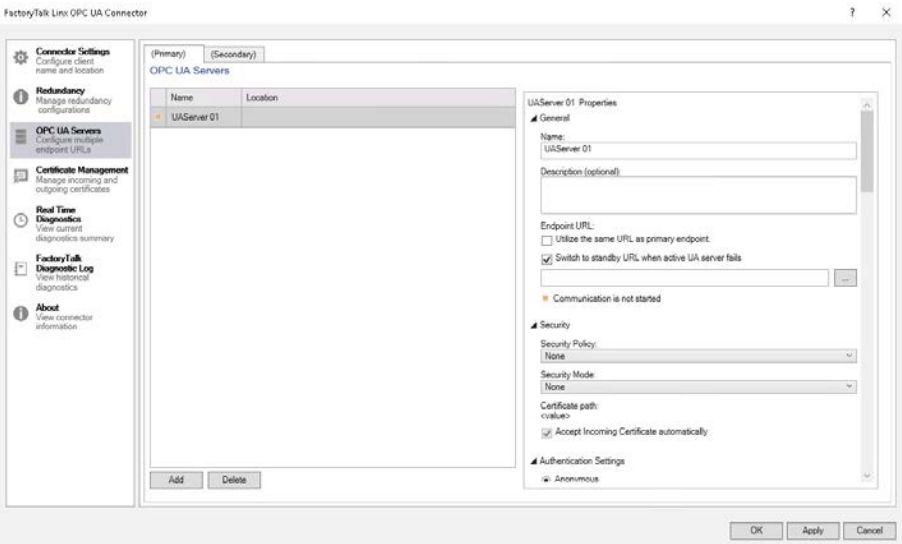 FactoryTalk Linx OPC UA Connector
?
Connector Settings
Configure client
name and location
Redundancy
Manage redundancy
configurations
OPC UA Servers
Configure multiple
endpoint URLs
Certificate Management
Manage incoming and
outgoing certificates
Real Time
Diagnostics
View current
diagnostics summary
FactoryTalk
Diagnostic Log
View historical
diagnostics
About
View connector
information
(Primary)
(Secondary)
OPC UA Servers
Name
Location
UAServer 01
Add
Delete
UAServer 01 Properties
General
Name:
UAServer 01
Description (optional):
Endpoint URL:
Utilize the same URL as primary endpoint.
Switch to standby URL when active UA server fails
...
Communication is not started
Security
Security Policy:
None
Security Mode:
None
Certificate path:
<value>
Accept Incoming Certificate automatically
Authentication Settings
Anonymous
OK
Apply
Cancel